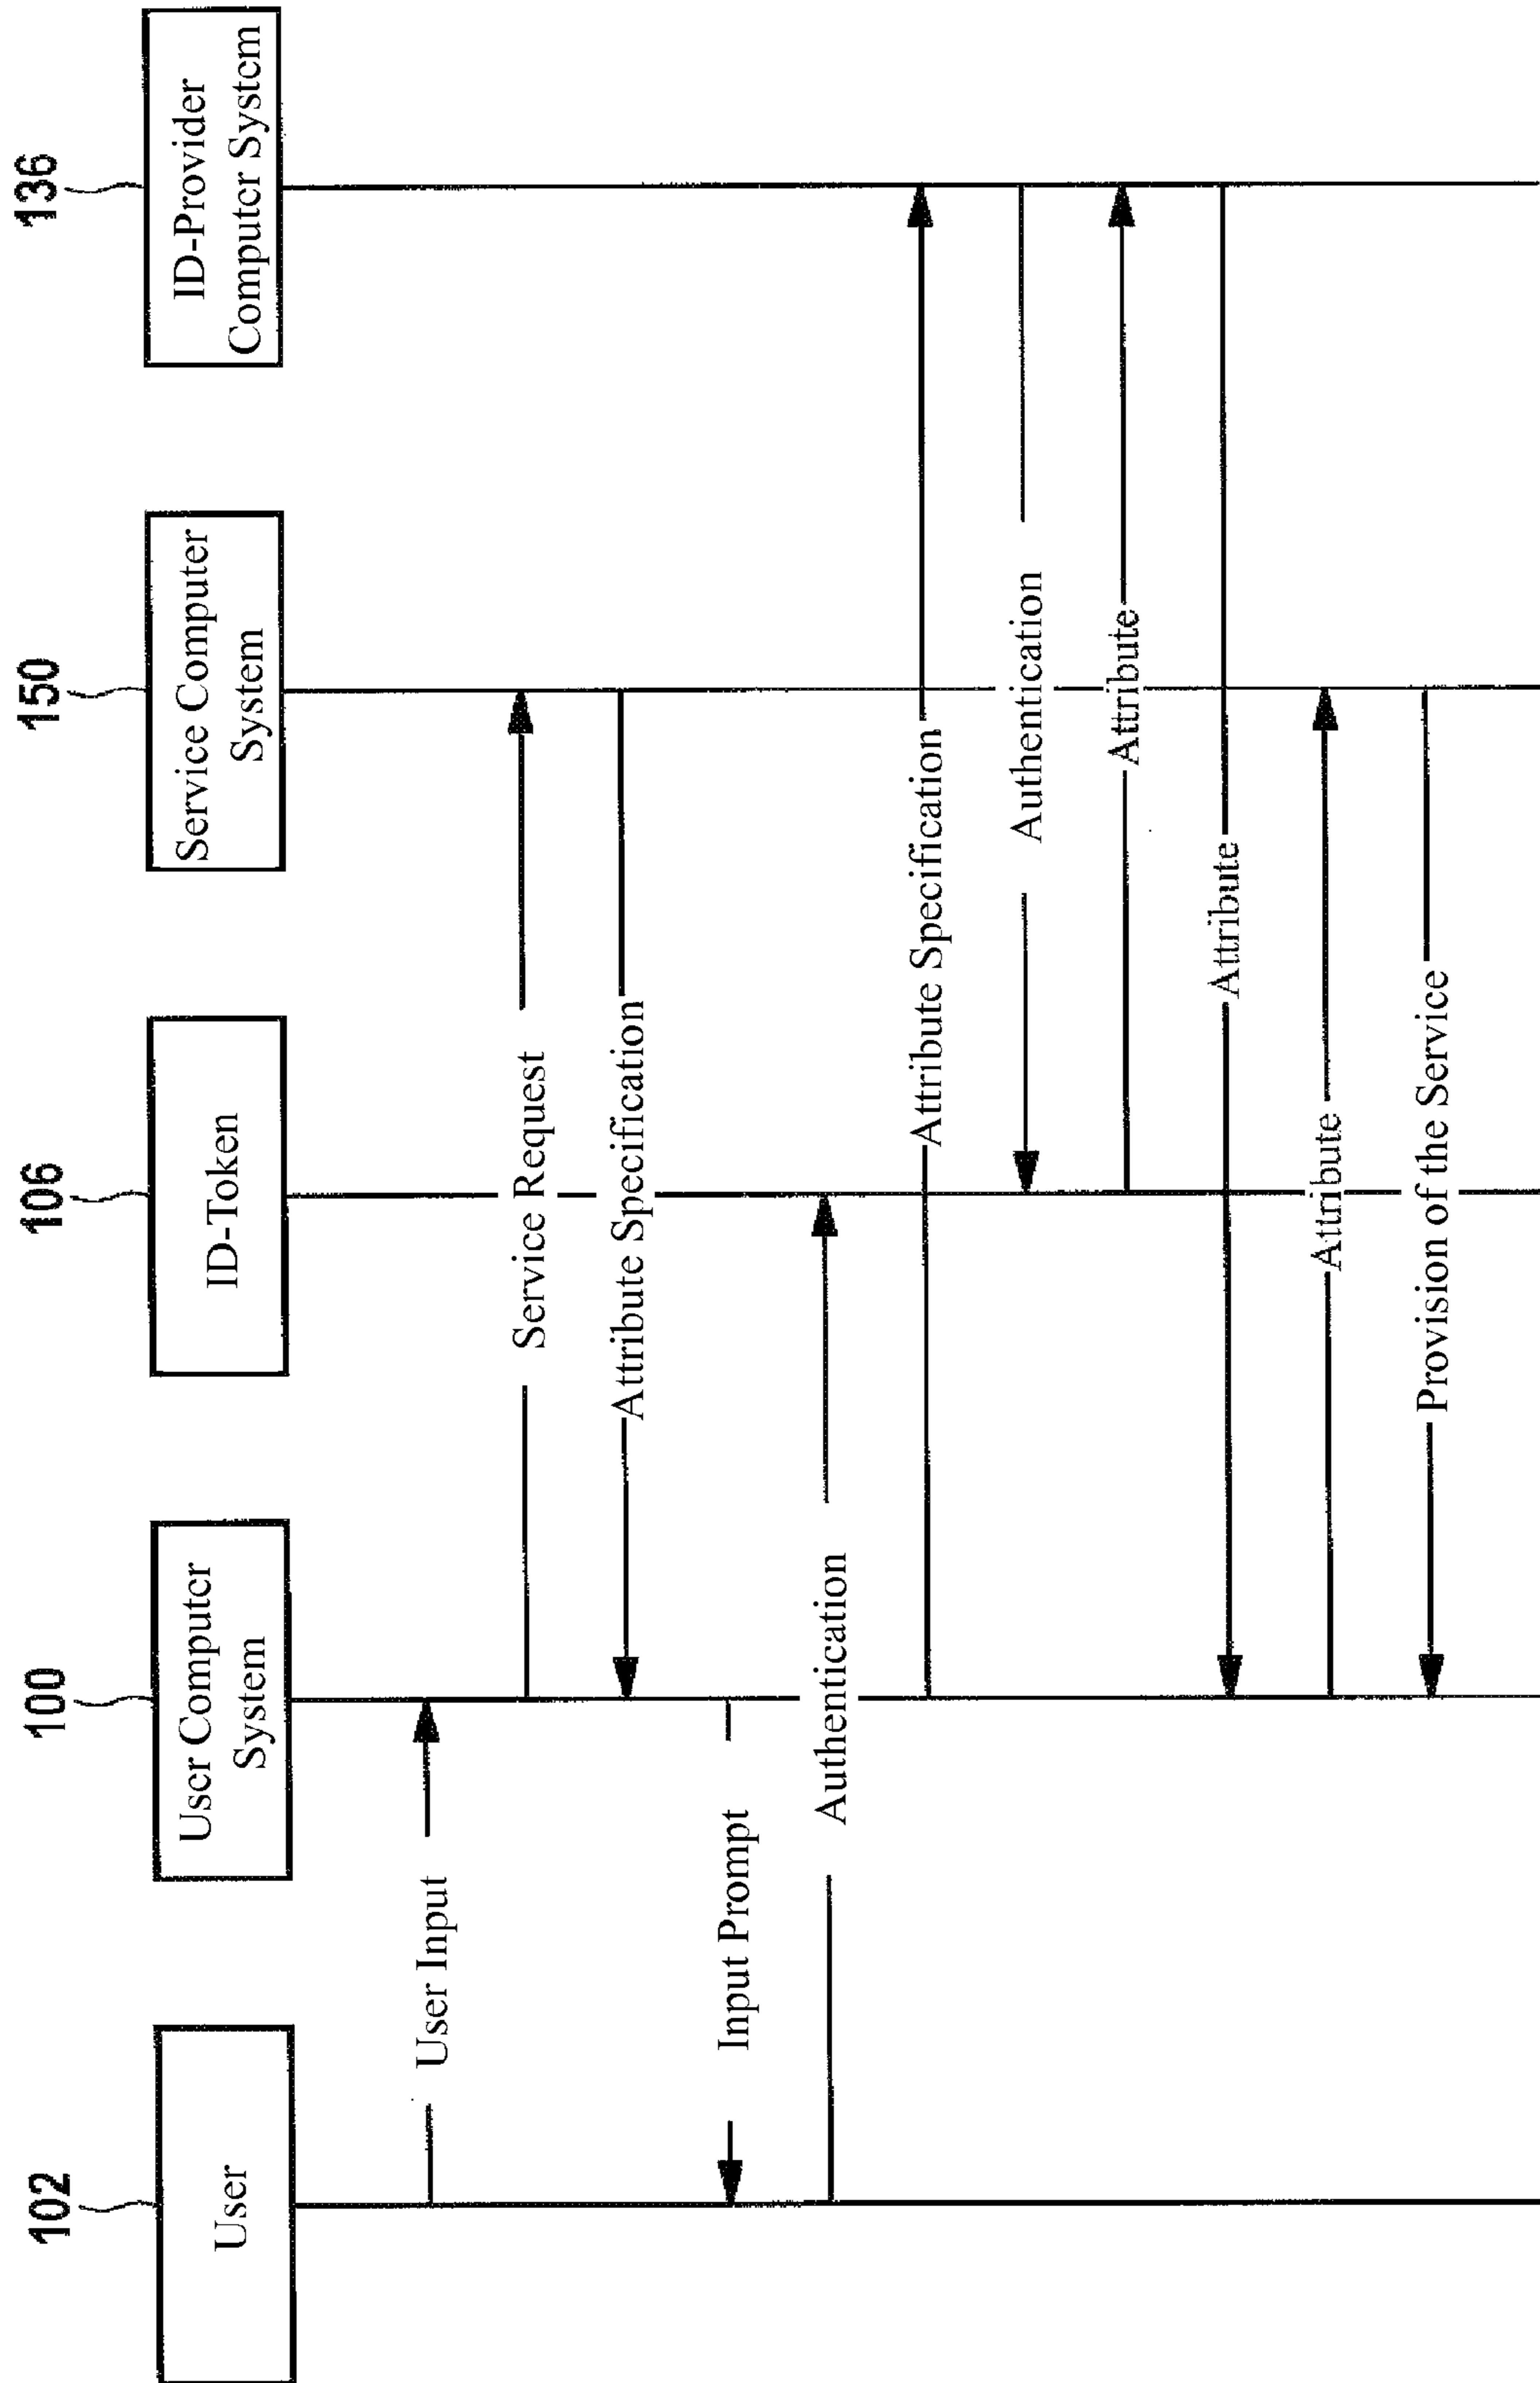 102
100
106
150
136
User
User Computer
System
ID-Token
Service Computer
System
ID-Provider
Computer System
User Input
Service Request
Attribute Specification
Input Prompt
Authentication
Attribute Specification
Authentication
Attribute
Attribute
Attribute
Provision of the Service